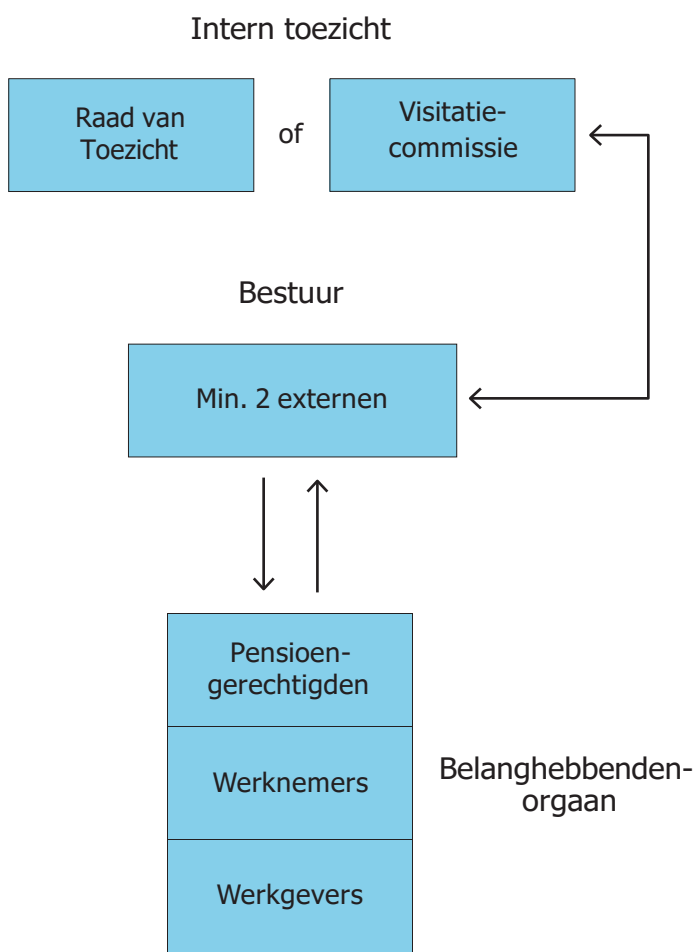 Intern toezicht
Raad van
Toezicht
of
Visitatie-
commissie
Bestuur
Min. 2 externen
Pensioen-
gerechtigden
Werknemers
Belanghebbenden-
orgaan
Werkgevers